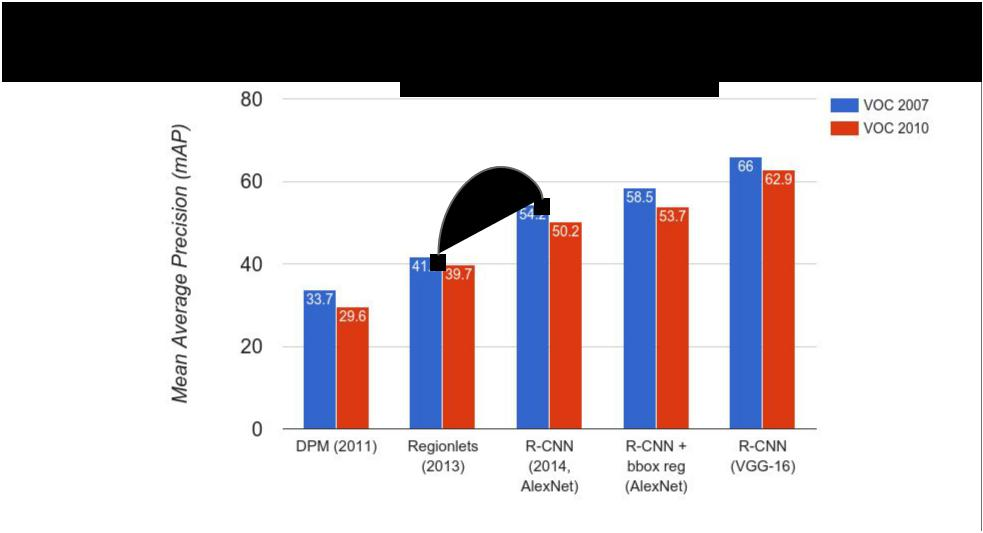 80
60
40
20
0
Mean Average Precision (mAP)
VOC 2007
VOC 2010
33.7
29.6
39.7
54.2
50.2
58.5
53.7
66
62.9
DPM (2011)
Regionlets
(2013)
R-CNN
(2014,
AlexNet)
R-CNN +
bbox reg
(AlexNet)
R-CNN
(VGG-16)